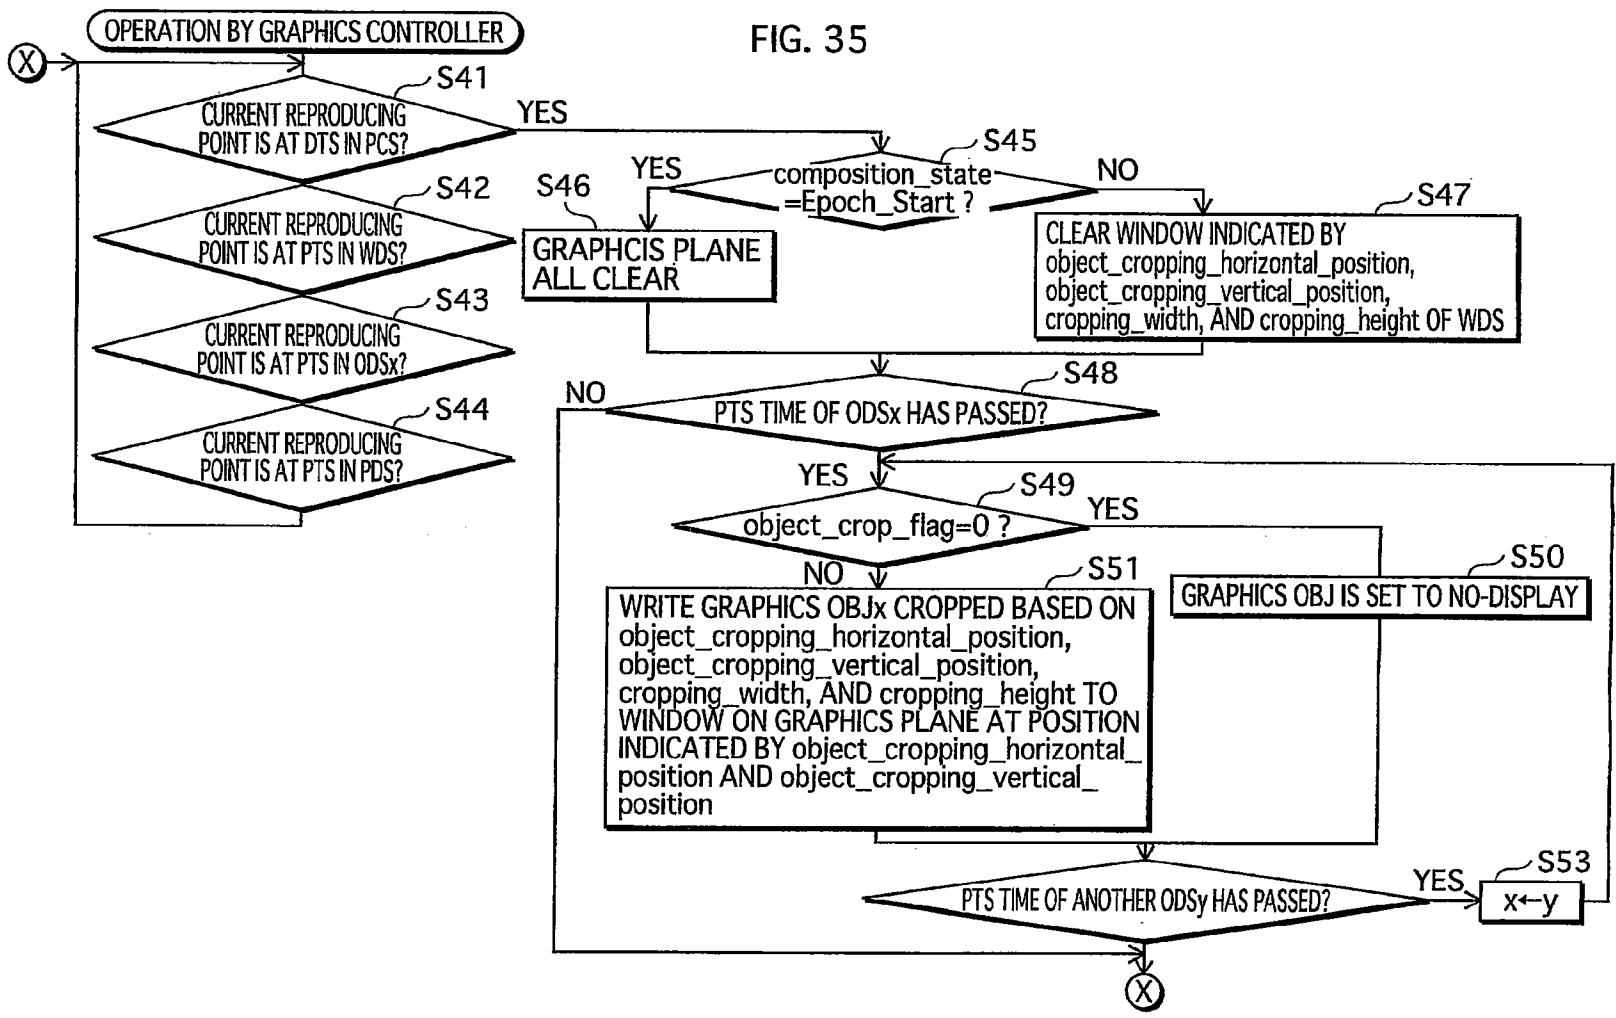 FIG. 35
OPERATION BY GRAPHICS CONTROLLER
X
S41
CURRENT REPRODUCING
POINT IS AT DTS IN PCS?
YES
S42
CURRENT REPRODUCING
POINT IS AT PTS IN WDS?
S43
CURRENT REPRODUCING
POINT IS AT PTS IN ODSx?
S44
CURRENT REPRODUCING
POINT IS AT PTS IN PDS?
S45
composition_state
=Epoch_Start ?
YES
NO
S46
GRAPHCIS PLANE
ALL CLEAR
S47
CLEAR WINDOW INDICATED BY
object_cropping_horizontal_position,
object_cropping_vertical_position,
cropping_width, AND cropping_height OF WDS
S48
PTS TIME OF ODSx HAS PASSED?
NO
YES
S49
object_crop_flag=0 ?
YES
NO
S50
GRAPHICS OBJ IS SET TO NO-DISPLAY
S51
WRITE GRAPHICS OBJx CROPPED BASED ON
object_cropping_horizontal_position,
object_cropping_vertical_position,
cropping_width, AND cropping_height TO
WINDOW ON GRAPHICS PLANE AT POSITION
INDICATED BY object_cropping_horizontal_
position AND object_cropping_vertical_
position
PTS TIME OF ANOTHER ODSy HAS PASSED?
YES
S53
x←y
X